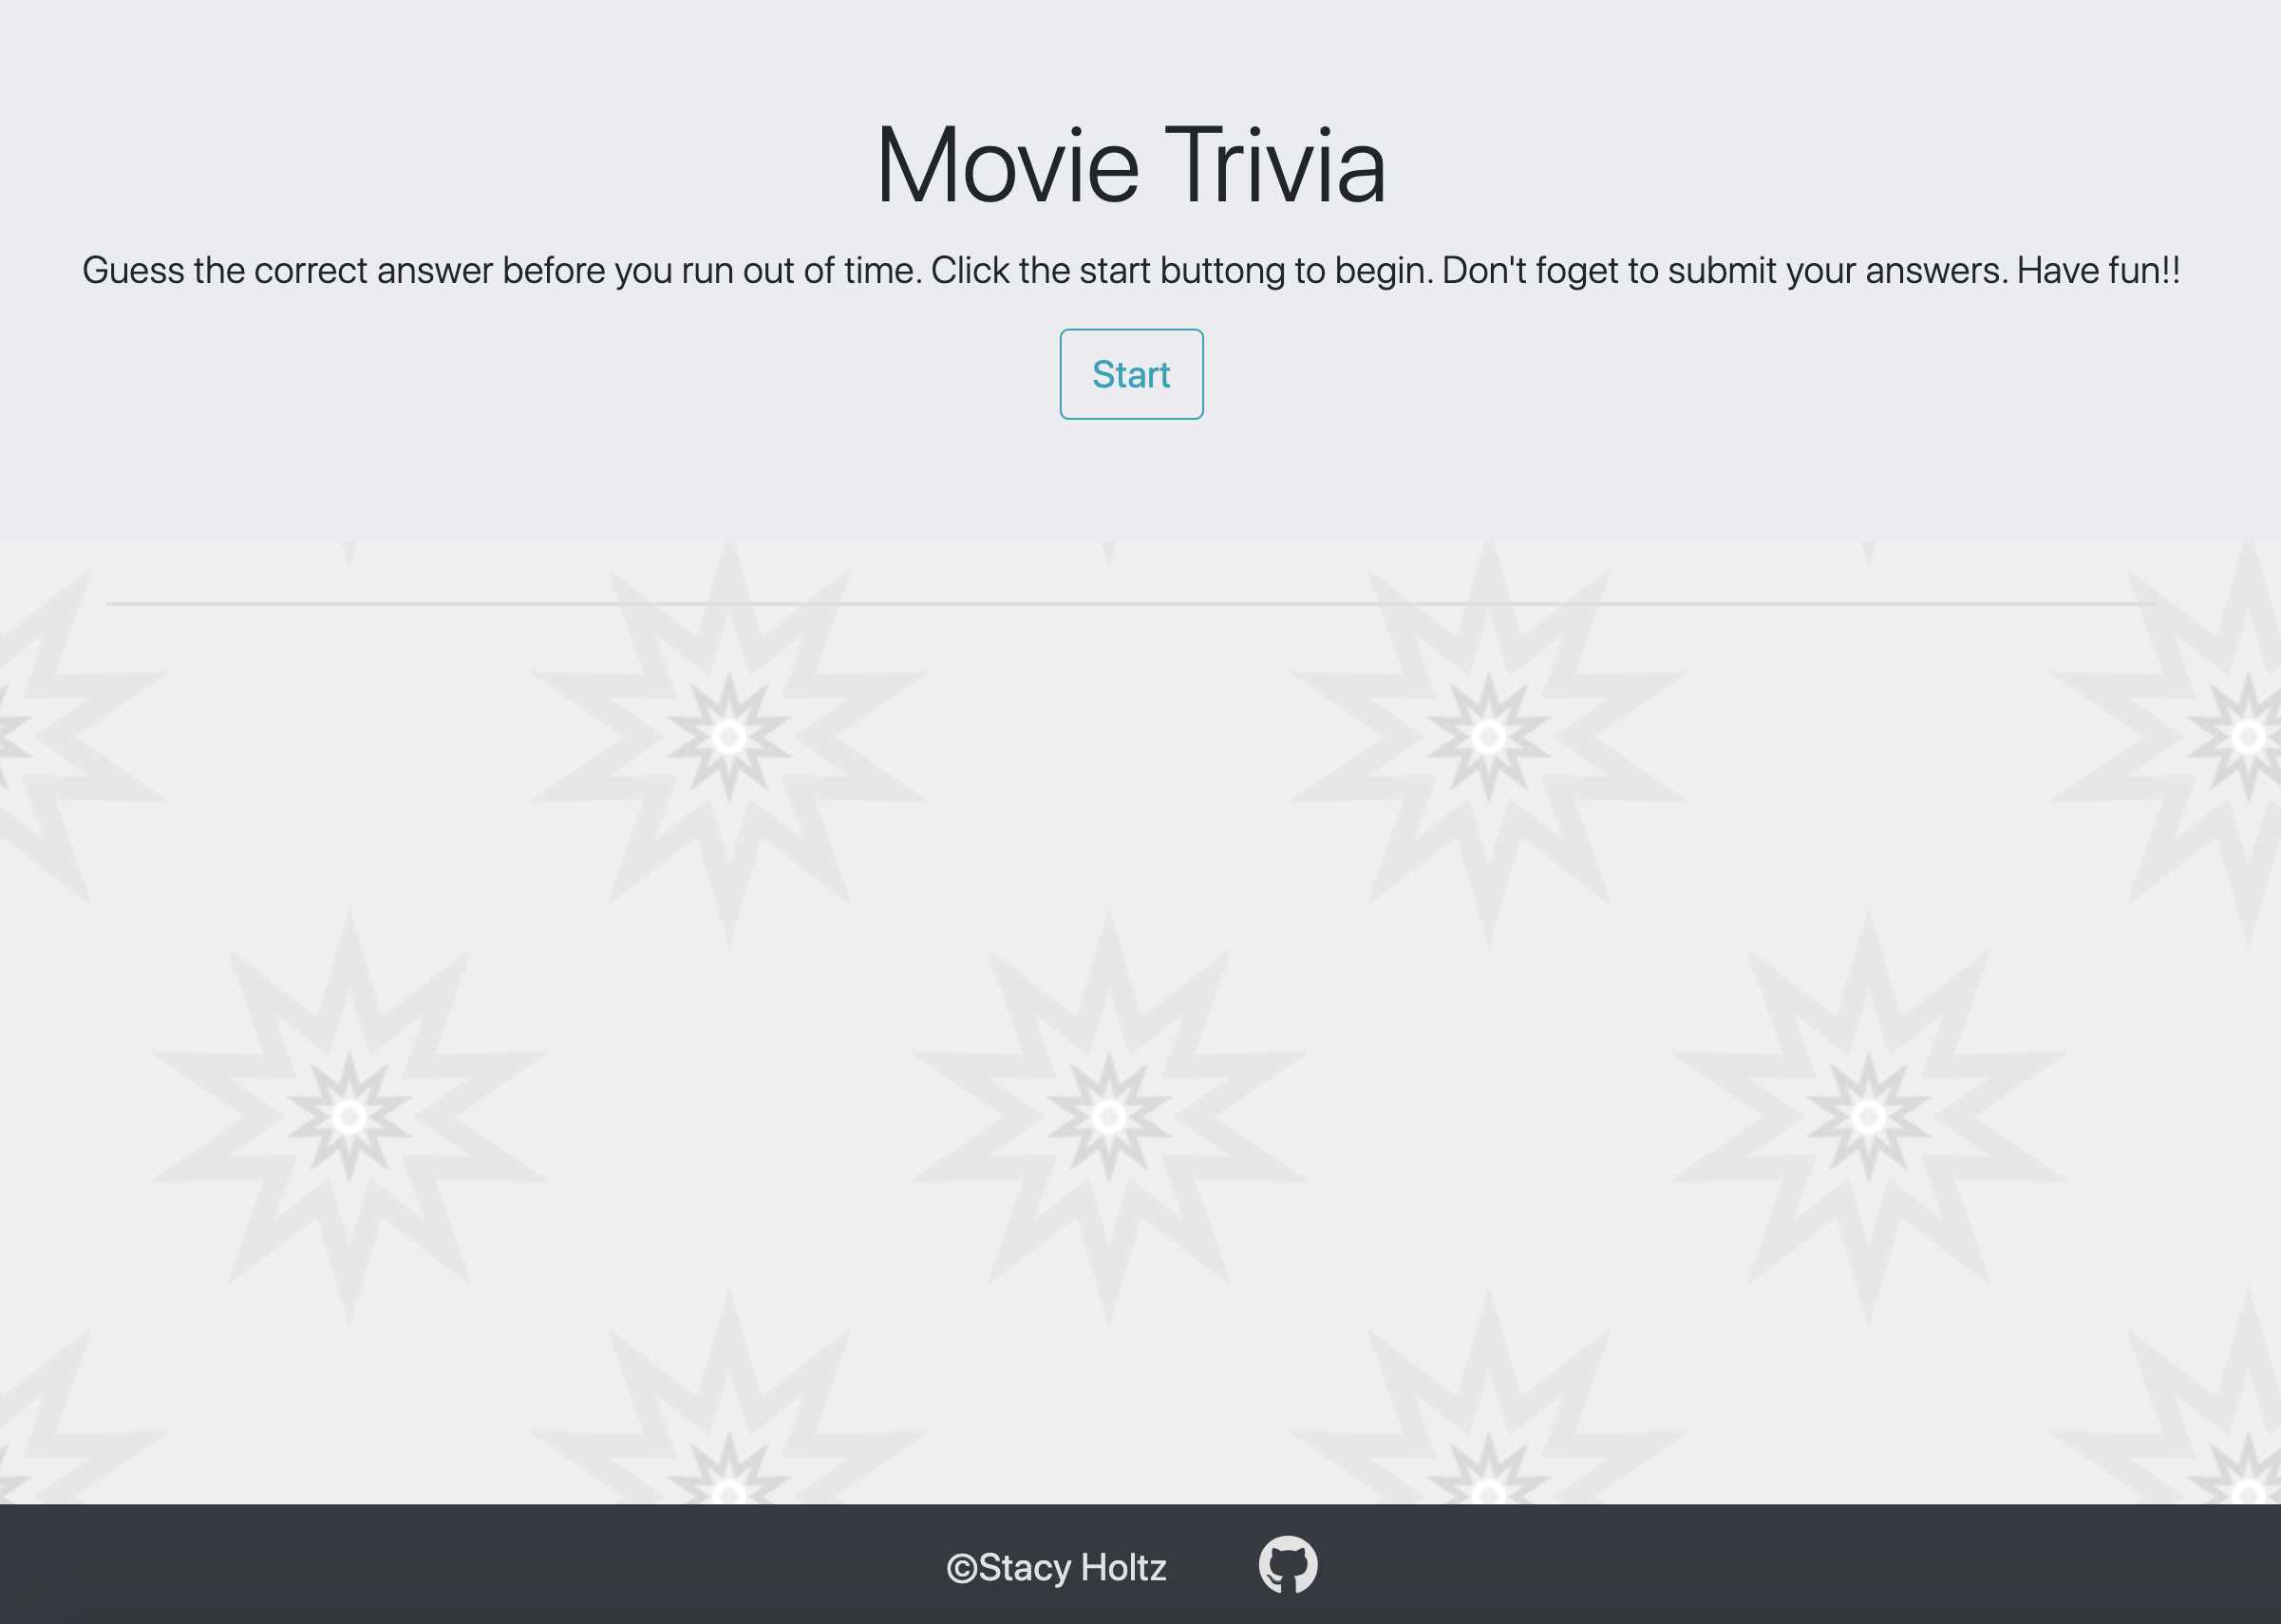 Movie Trivia
Guess the correct answer before you run out of time. Click the start buttong to begin. Don't foget to submit your answers. Have fun!!
Start
©Stacy Holtz